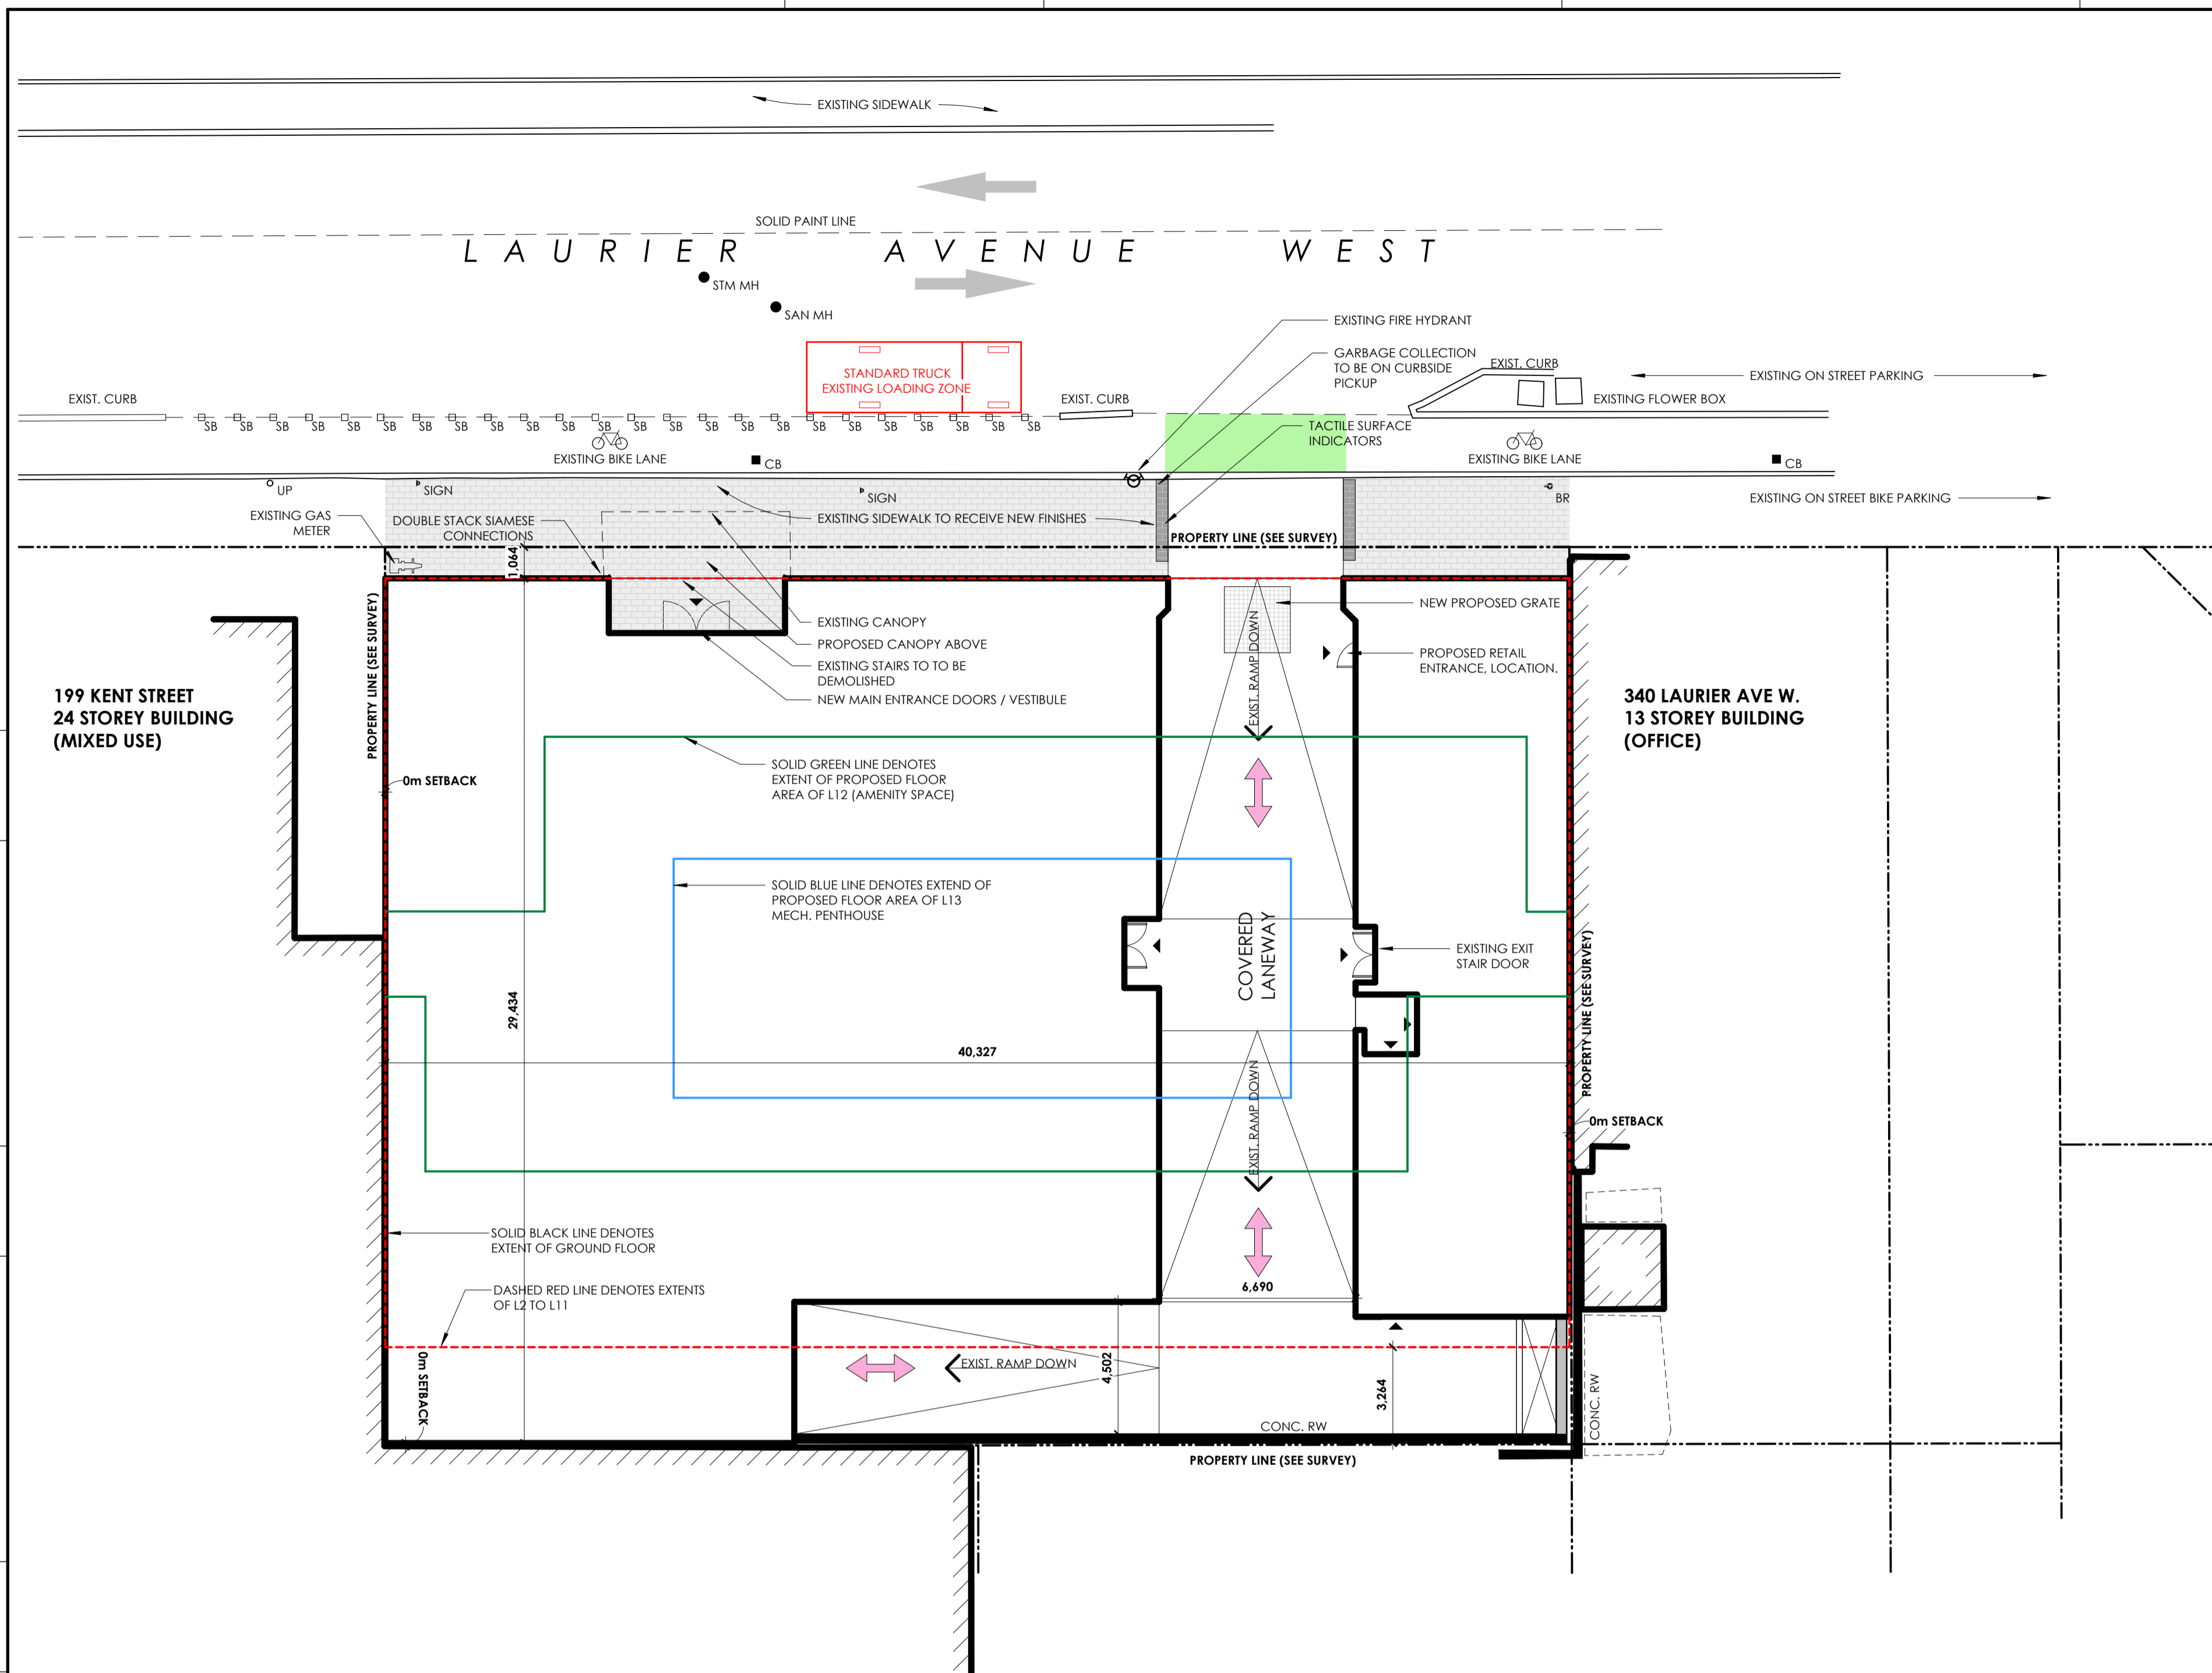 EXISTING SIDEWALK
SOLID PAINT LINE
LAURIER AVENUE WEST
STM MH
SAN MH
EXISTING FIRE HYDRANT
GARBAGE COLLECTION
TO BE ON CURBSIDE
PICKUP
STANDARD TRUCK
EXISTING LOADING ZONE
EXIST. CURB
EXISTING ON STREET PARKING
EXIST. CURB
EXIST. CURB
EXISTING FLOWER BOX
SB SB SB SB SB SB SB SB SB SB SB SB SB SB SB SB SB SB SB SB SB SB SB SB
TACTILE SURFACE
INDICATORS
EXISTING BIKE LANE
CB
EXISTING BIKE LANE
CB
UP
SIGN
SIGN
BR
EXISTING ON STREET BIKE PARKING
EXISTING GAS
METER
DOUBLE STACK SIAMESE
CONNECTIONS
EXISTING SIDEWALK TO RECEIVE NEW FINISHES
PROPERTY LINE (SEE SURVEY)
1,064
NEW PROPOSED GRATE
EXISTING CANOPY
PROPOSED CANOPY ABOVE
EXISTING STAIRS TO TO BE
DEMOLISHED
NEW MAIN ENTRANCE DOORS / VESTIBULE
PROPOSED RETAIL
ENTRANCE, LOCATION.
EXIST. RAMP DOWN
PROPERTY LINE (SEE SURVEY)
199 KENT STREET
24 STOREY BUILDING
(MIXED USE)
340 LAURIER AVE W.
13 STOREY BUILDING
(OFFICE)
0m SETBACK
SOLID GREEN LINE DENOTES
EXTENT OF PROPOSED FLOOR
AREA OF L12 (AMENITY SPACE)
SOLID BLUE LINE DENOTES EXTEND OF
PROPOSED FLOOR AREA OF L13
MECH. PENTHOUSE
COVERED
LANEWAY
EXISTING EXIT
STAIR DOOR
PROPERTY LINE (SEE SURVEY)
29,434
40,327
EXIST. RAMP DOWN
0m SETBACK
SOLID BLACK LINE DENOTES
EXTENT OF GROUND FLOOR
DASHED RED LINE DENOTES EXTENTS
OF L2 TO L11
6,690
0m SETBACK
EXIST. RAMP DOWN
4,502
3,264
CONC. RW
CONC. RW
PROPERTY LINE (SEE SURVEY)